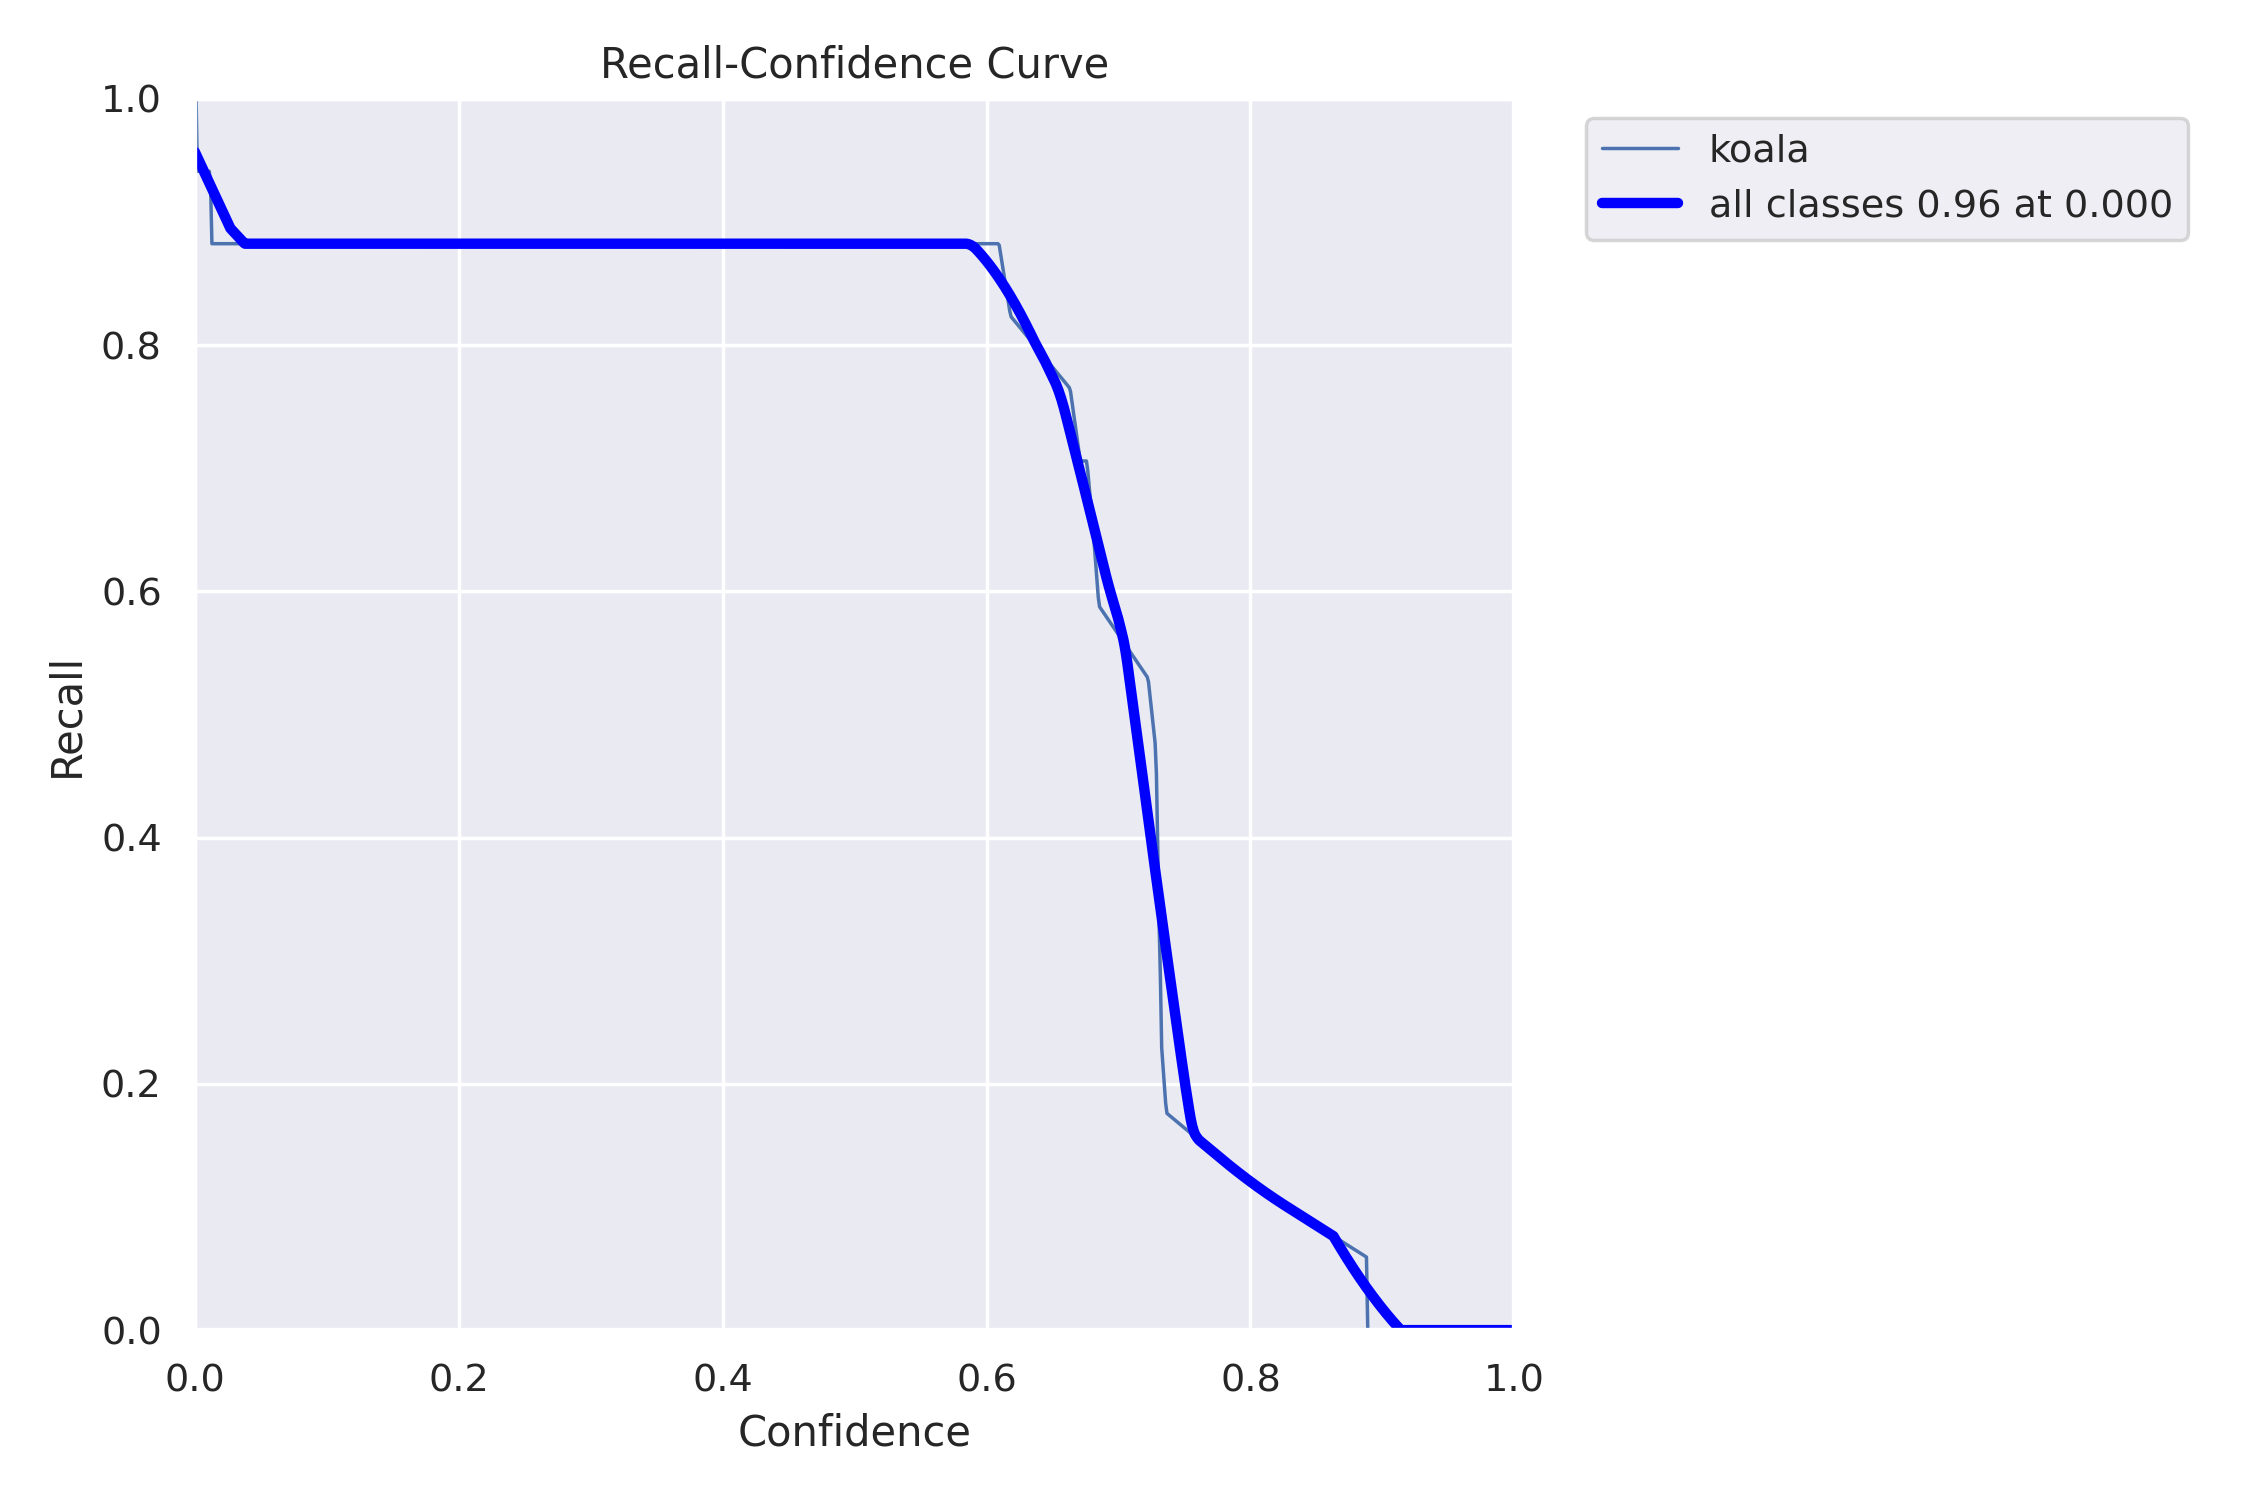 Recall-Confidence Curve
1.0
0.8
0.6
0.4
0.2
0.0
Recall
0.0 0.2 0.4 0.6 0.8 1.0
Confidence
koala
all classes 0.96 at 0.000